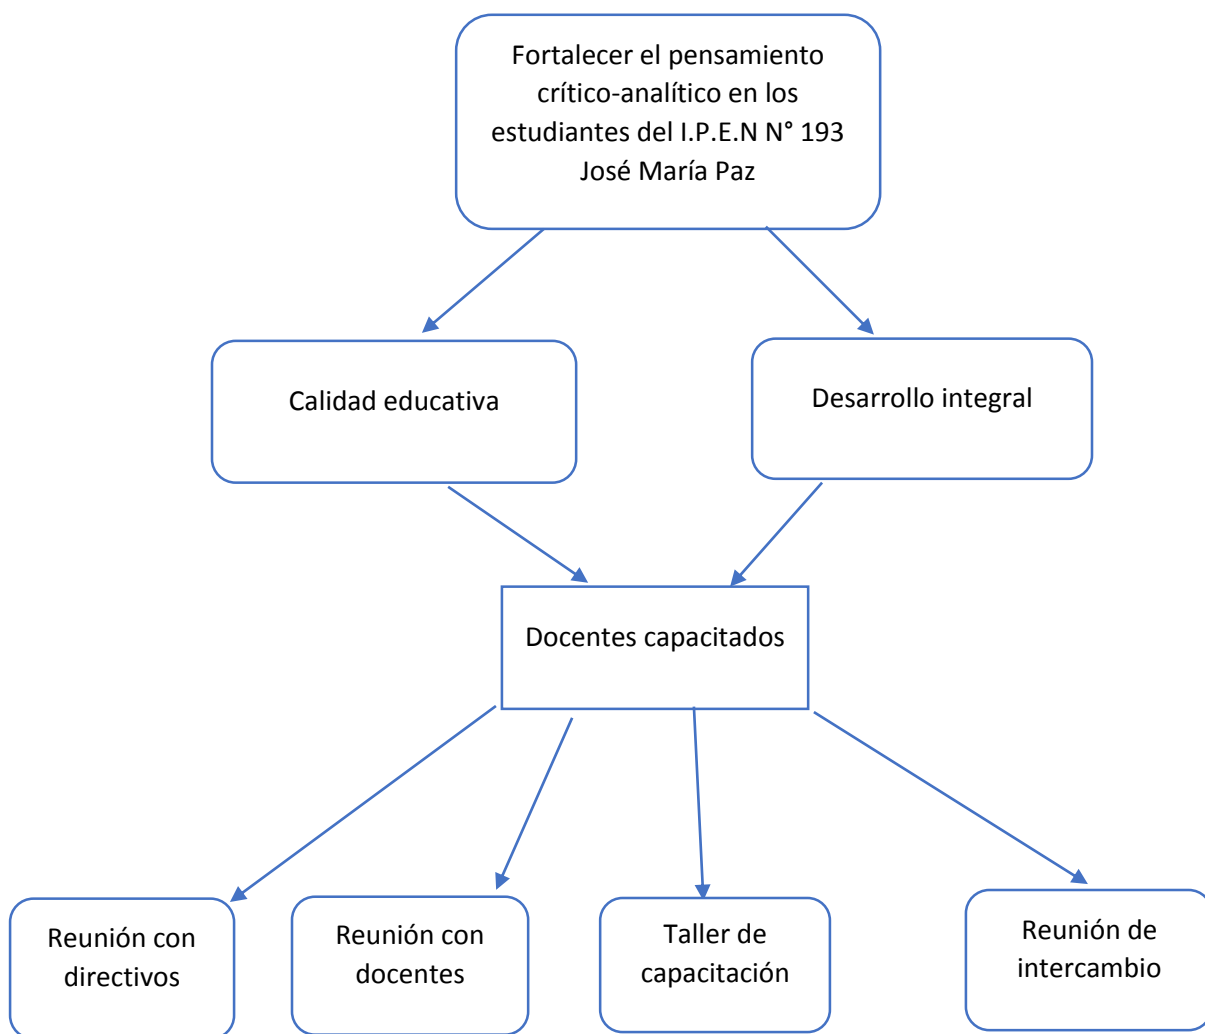 Fortalecer el pensamiento
crítico-analítico en los
estudiantes del I.P.E.N N° 193
José María Paz
Calidad educativa
Desarrollo integral
Docentes capacitados
Reunión con
directivos
Reunión con
docentes
Taller de
capacitación
Reunión de
intercambio